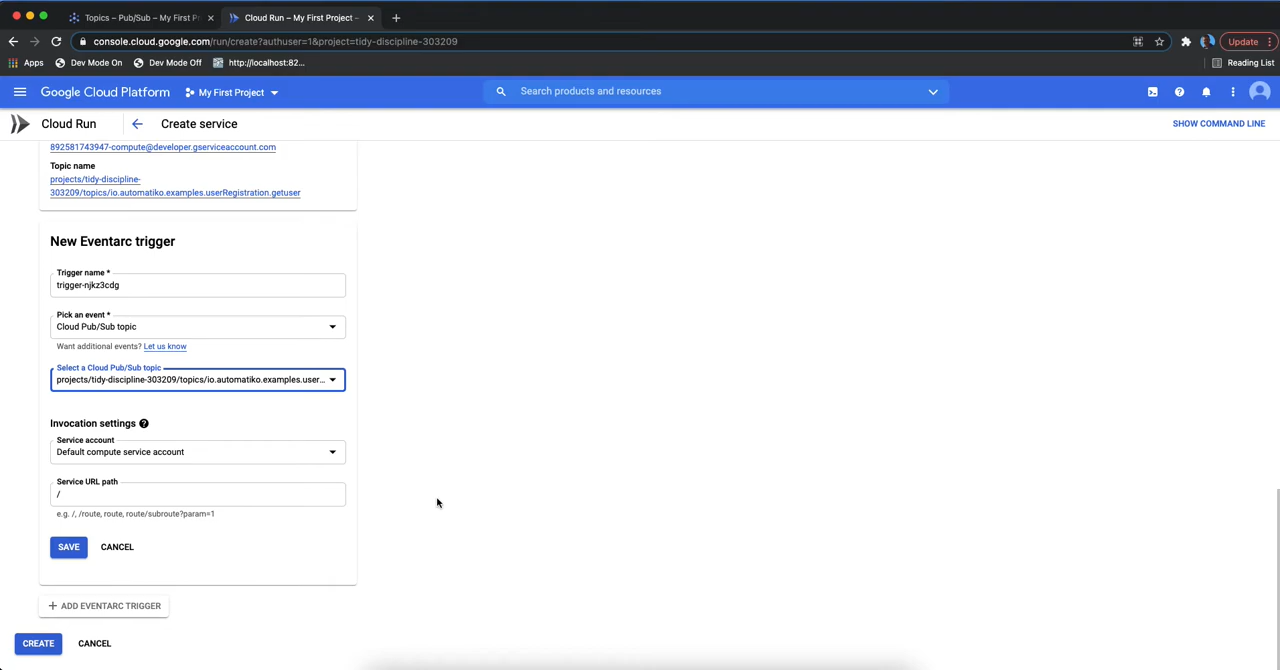 Topics – Pub/Sub – My First P
Cloud Run – My First Project –
console.cloud.google.com/run/create?authuser=1&project=tidy-discipline-303209
Update
Apps
Dev Mode On
Dev Mode Off
http://localhost:82...
Reading List
Google Cloud Platform
My First Project
Search products and resources
Cloud Run
Create service
SHOW COMMAND LINE
892581743947-compute@developer.gserviceaccount.com
Topic name
projects/tidy-discipline-
303209/topics/io.automatiko.examples.userRegistration.getuser
New Eventarc trigger
Trigger name *
trigger-njkz3cdg
Pick an event *
Cloud Pub/Sub topic
Want additional events? Let us know
Select a Cloud Pub/Sub topic
projects/tidy-discipline-303209/topics/io.automatiko.examples.user...
Invocation settings
Service account
Default compute service account
Service URL path
/
e.g. /, /route, route, route/subroute?param=1
SAVE
CANCEL
ADD EVENTARC TRIGGER
CREATE
CANCEL